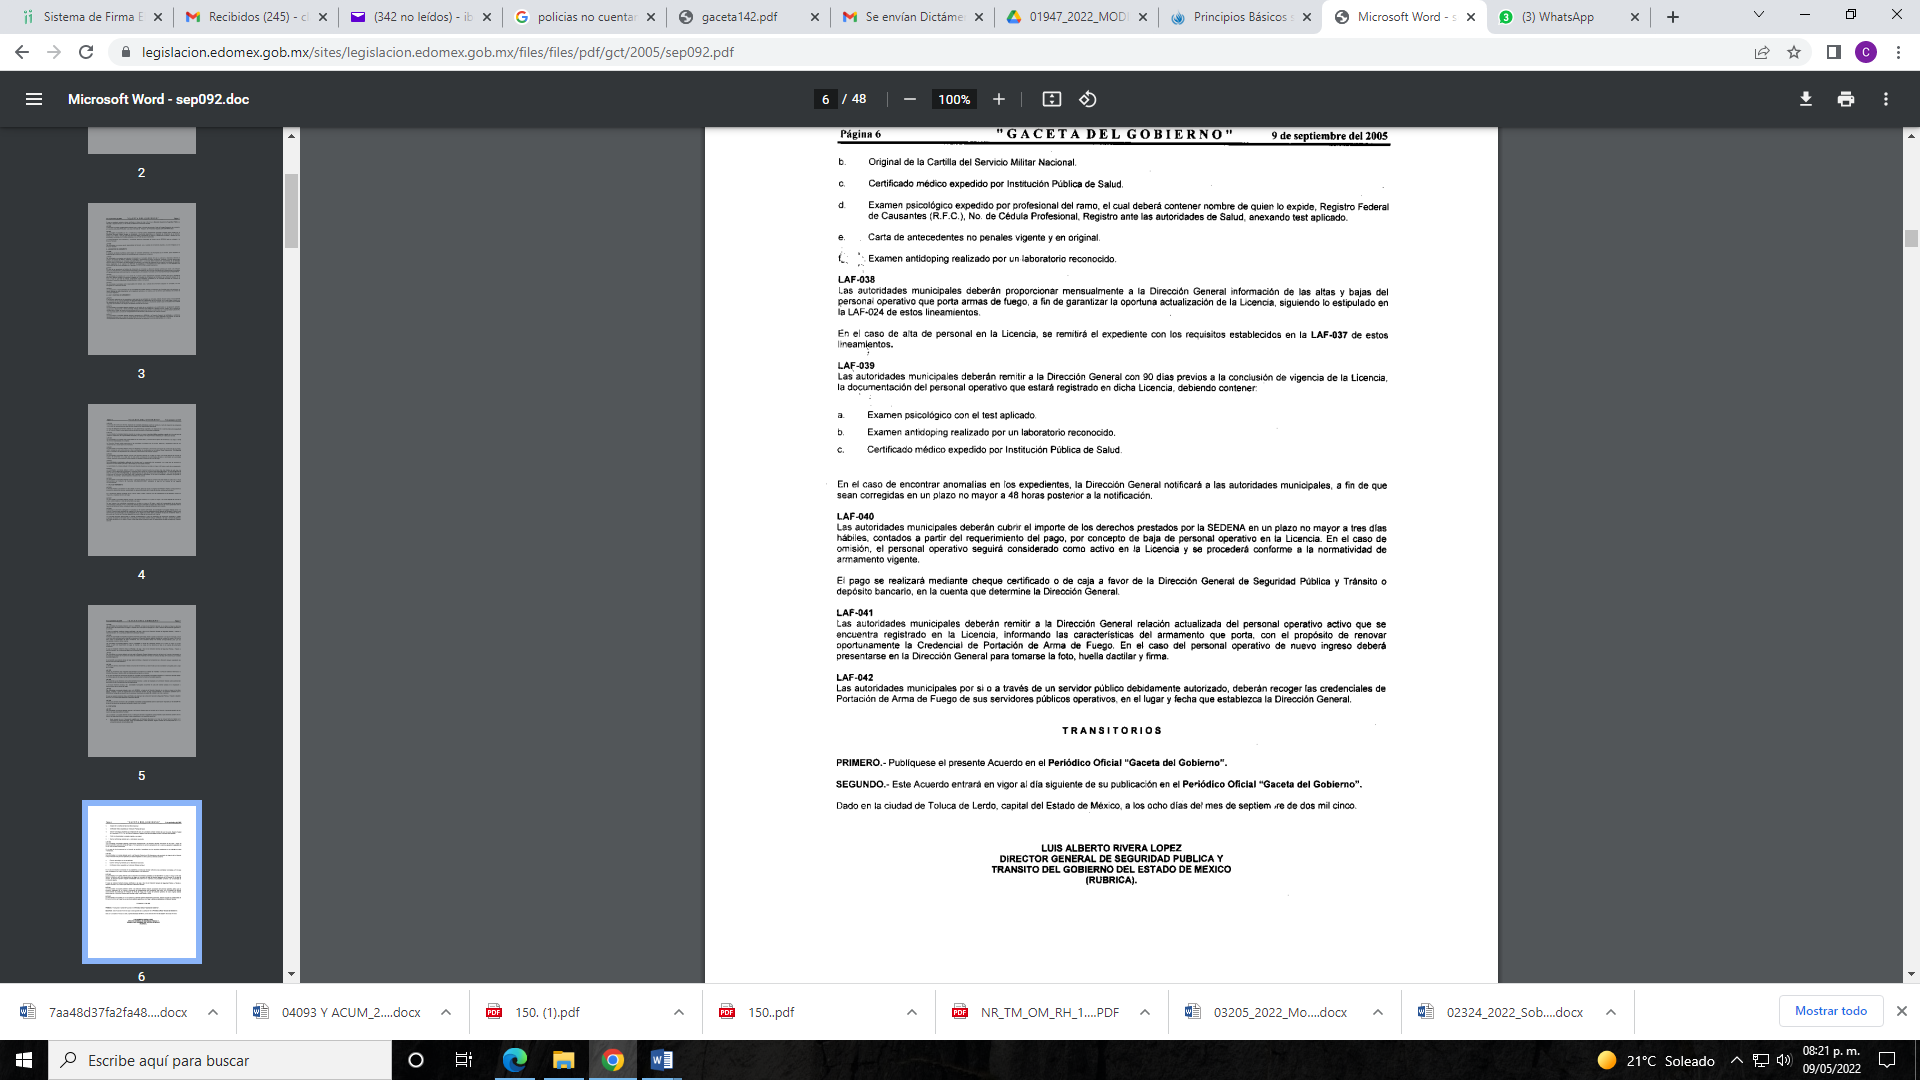 Sistema de Firma E
Recibidos (245) - cl
(342 no leídos) - ib
policias no cuentan
gaceta142.pdf
Se envían Dictáme
01947_2022_MODI
Principios Básicos s
Microsoft Word - s
(3) WhatsApp
legislacion.edomex.gob.mx/sites/legislacion.edomex.gob.mx/files/files/pdf/gct/2005/sep092.pdf
C
Microsoft Word - sep092.doc
6 / 48
100%
2
3
4
5
6
Página 6 "GACETA DEL GOBIERNO" 9 de septiembre del 2005
b. Original de la Cartilla del Servicio Militar Nacional.
c. Certificado médico expedido por Institución Pública de Salud.
d. Examen psicológico expedido por profesional del ramo, el cual deberá contener nombre de quien lo expide, Registro Federal
de Causantes (R.F.C.), No. de Cédula Profesional, Registro ante las autoridades de Salud, anexando test aplicado.
e. Carta de antecedentes no penales vigente y en original.
f. Examen antidoping realizado por un laboratorio reconocido.
LAF-038
Las autoridades municipales deberán proporcionar mensualmente a la Dirección General información de las altas y bajas del
personal operativo que porta armas de fuego, a fin de garantizar la oportuna actualización de la Licencia, siguiendo lo estipulado en
la LAF-024 de estos lineamientos.
En el caso de alta de personal en la Licencia, se remitirá el expediente con los requisitos establecidos en la LAF-037 de estos
lineamientos.
LAF-039
Las autoridades municipales deberán remitir a la Dirección General con 90 días previos a la conclusión de vigencia de la Licencia,
la documentación del personal operativo que estará registrado en dicha Licencia, debiendo contener:
a. Examen psicológico con el test aplicado.
b. Examen antidoping realizado por un laboratorio reconocido.
c. Certificado médico expedido por Institución Pública de Salud.
En el caso de encontrar anomalías en los expedientes, la Dirección General notificará a las autoridades municipales, a fin de que
sean corregidas en un plazo no mayor a 48 horas posterior a la notificación.
LAF-040
Las autoridades municipales deberán cubrir el importe de los derechos prestados por la SEDENA en un plazo no mayor a tres días
hábiles, contados a partir del requerimiento del pago, por concepto de baja de personal operativo en la Licencia. En el caso de
omisión, el personal operativo seguirá considerado como activo en la Licencia y se procederá conforme a la normatividad de
armamento vigente.
El pago se realizará mediante cheque certificado o de caja a favor de la Dirección General de Seguridad Pública y Tránsito o
depósito bancario, en la cuenta que determine la Dirección General.
LAF-041
Las autoridades municipales deberán remitir a la Dirección General relación actualizada del personal operativo activo que se
encuentra registrado en la Licencia, informando las características del armamento que porta, con el propósito de renovar
oportunamente la Credencial de Portación de Arma de Fuego. En el caso del personal operativo de nuevo ingreso deberá
presentarse en la Dirección General para tomarse la foto, huella dactilar y firma.
LAF-042
Las autoridades municipales por si o a través de un servidor público debidamente autorizado, deberán recoger las credenciales de
Portación de Arma de Fuego de sus servidores públicos operativos, en el lugar y fecha que establezca la Dirección General.
TRANSITORIOS
PRIMERO.- Publíquese el presente Acuerdo en el Periódico Oficial "Gaceta del Gobierno".
SEGUNDO.- Este Acuerdo entrará en vigor al día siguiente de su publicación en el Periódico Oficial "Gaceta del Gobierno".
Dado en la ciudad de Toluca de Lerdo, capital del Estado de México, a los ocho días del mes de septiem re de dos mil cinco.
LUIS ALBERTO RIVERA LOPEZ
DIRECTOR GENERAL DE SEGURIDAD PUBLICA Y
TRANSITO DEL GOBIERNO DEL ESTADO DE MEXICO
(RUBRICA).
7aa48d37fa2fa48....docx
04093 Y ACUM_2....docx
150. (1).pdf
150..pdf
NR_TM_OM_RH_1....PDF
03205_2022_Mo....docx
02324_2022_Sob....docx
Mostrar todo
Escribe aquí para buscar
21°C Soleado
08:21 p. m.
09/05/2022